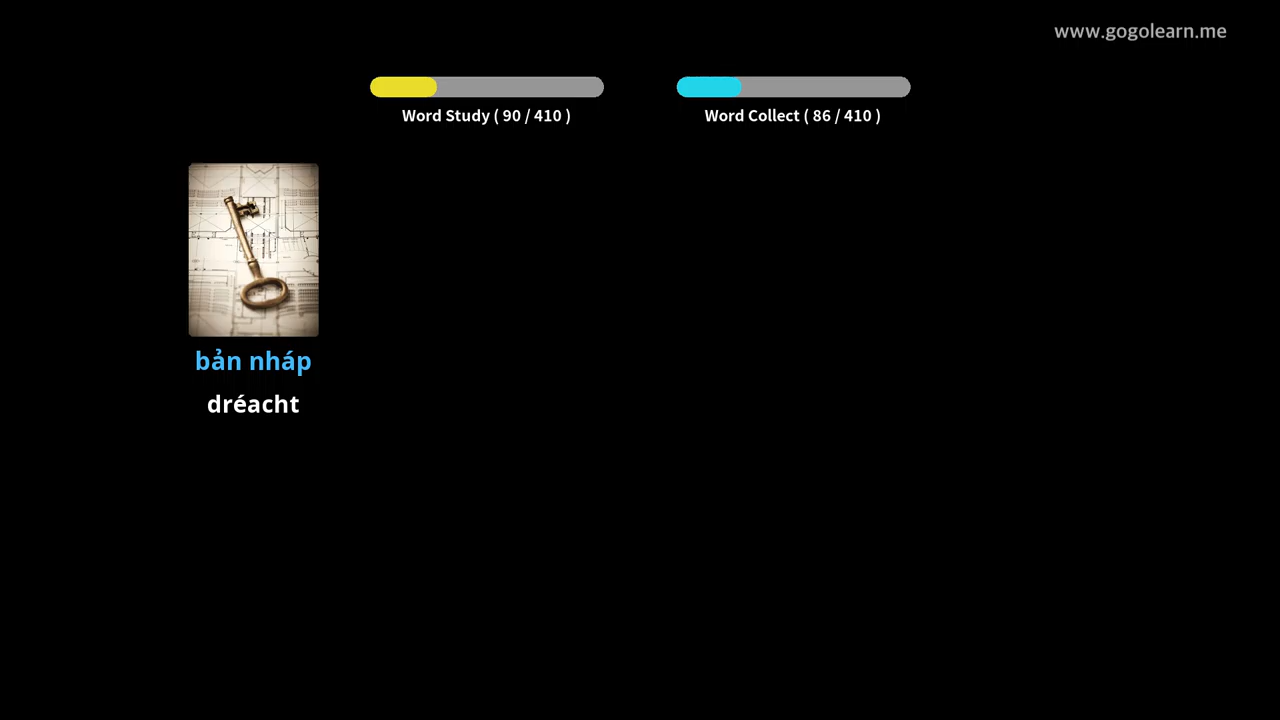 www.gogolearn.me
Word Study ( 90 / 410 )
Word Collect ( 86 / 410 )
bản nháp
dréacht